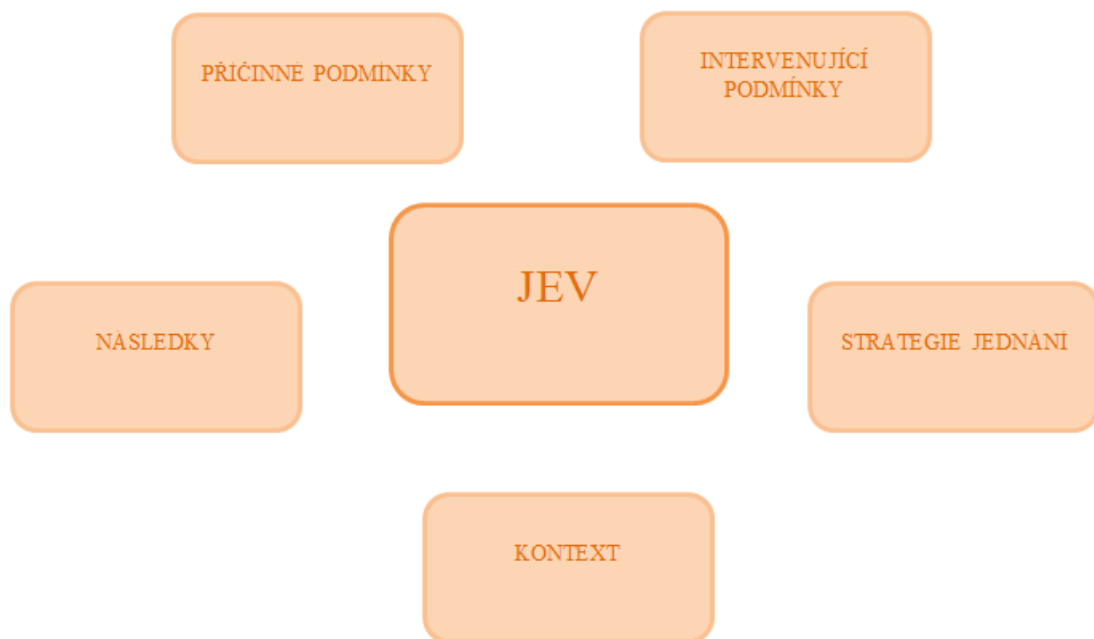 PŘÍČINNÉ PODMÍNKY
INTERVENUJÍCÍ
PODMÍNKY
JEV
NÁSLEDKY
STRATEGIE JEDNÁNÍ
KONTEXT